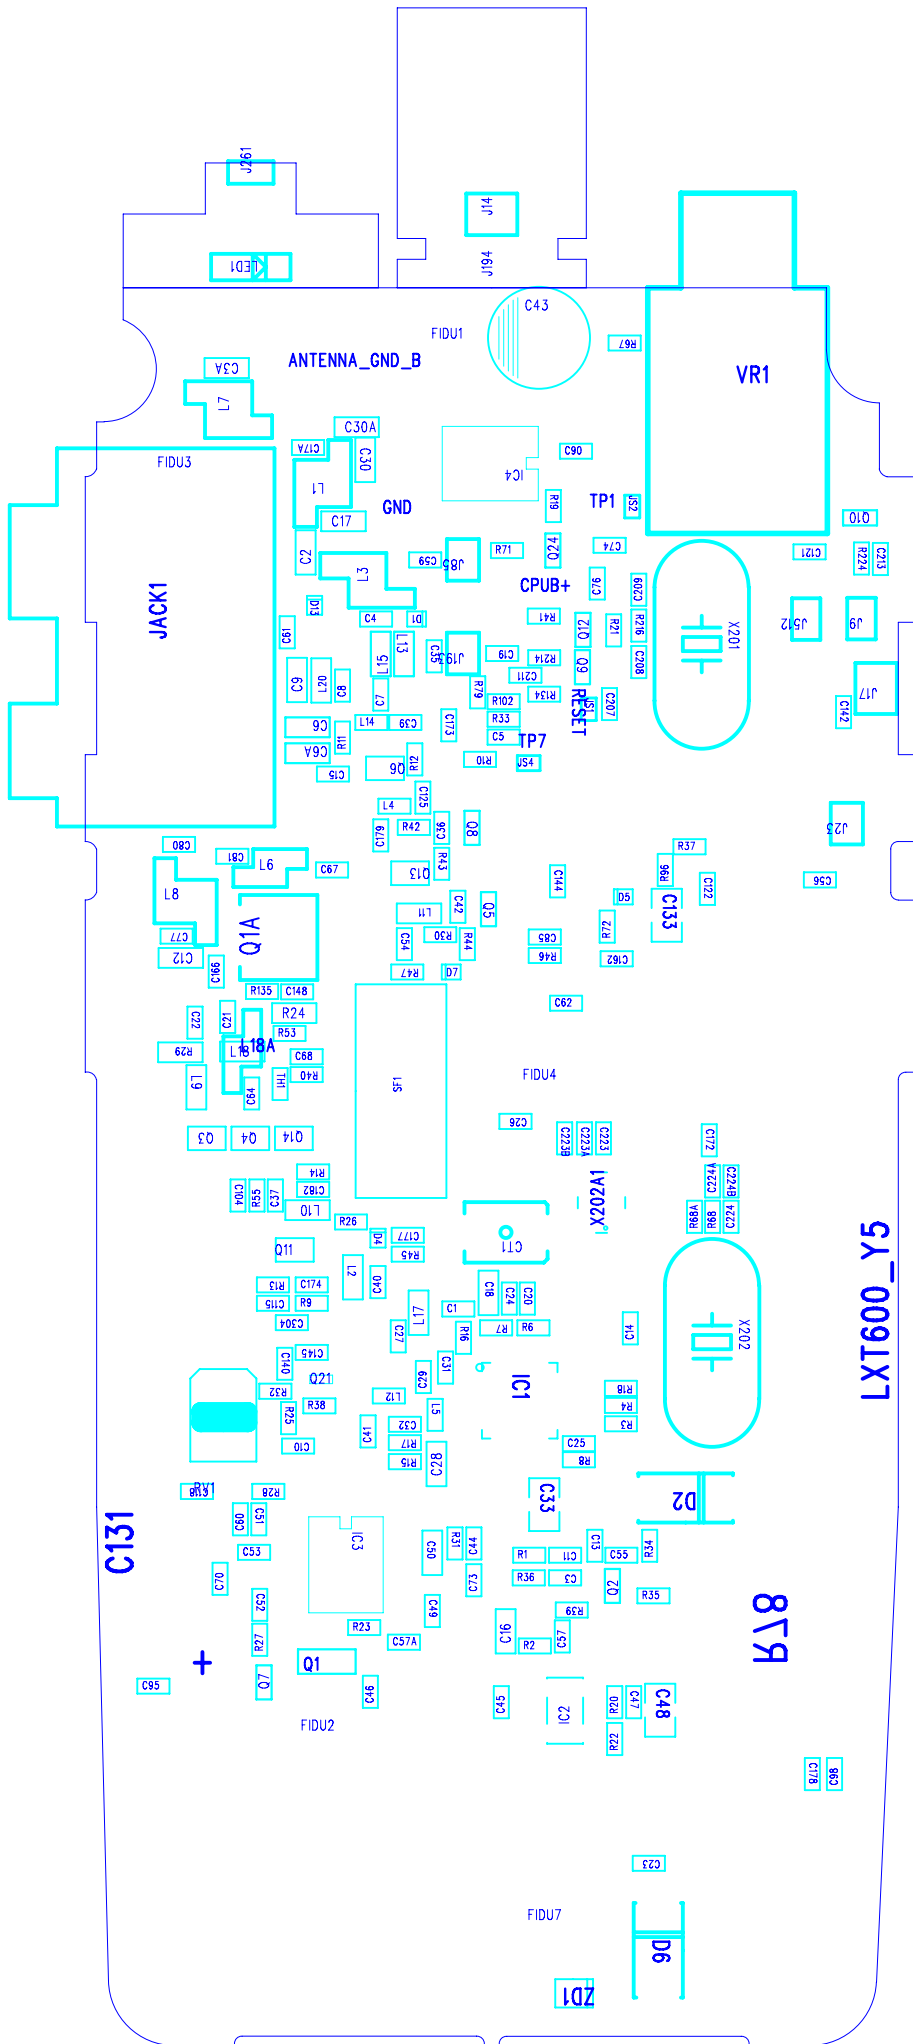 J261
J14
LED1
J194
C43
FIDU1
R67
ANTENNA_GND_B
C3A
VR1
L7
C30A
C17A
C30
C60
FIDU3
IC4
L1
GND
R19
TP1
JS2
C17
Q10
C2
C59
J85
R71
Q24
C74
C121
R224
C213
L3
CPUB+
C76
C209
JACK1
D13
C4
D1
R41
Q12
R21
R216
X201
J512
J9
C61
L15
L13
C35
J193
C19
R214
Q9
C208
C211
C9
L20
C8
C7
R79
R102
R134
RESET
JS1
C207
J17
C142
C6
L14
C39
C173
R33
C5
R11
TP7
C6A
R12
R10
JS4
C15
Q6
L4
C125
C179
R42
C36
Q8
J23
C80
C81
L6
C67
R43
Q13
R37
R96
L8
C144
C56
C122
D5
C133
L11
C42
Q5
R72
Q1A
C77
C54
R30
R44
C85
C12
R46
C162
C166
R47
D7
R135
C148
C62
R24
C22
C21
R53
R29
L18
L18A
C68
R40
SF1
FIDU4
L9
C64
TH1
C26
Q3
Q4
Q14
C223B
C223A
C223
C172
R14
C224A
C224B
C104
R55
C37
C182
X202A1
L10
R68A
R68
C224
R26
D4
C177
CT1
R45
Q11
L2
C40
LXT600_Y5
R13
C174
C18
C24
C20
C115
R9
L17
C1
C304
C27
R16
R7
R6
C14
X202
C145
C140
C31
Q21
C29
IC1
R32
L12
R18
R38
R4
R25
L5
C41
C32
R3
R17
C10
C25
R15
C28
R8
C118
RV1
R28
C33
D2
C131
C60
C51
IC3
C53
C50
R31
C44
R1
C11
C13
C55
R34
C70
C73
R36
C3
Q2
R35
C52
C49
R39
R78
R23
C16
R27
C57A
R2
C57
+
Q1
Q7
C95
C46
C45
R20
C47
C48
IC2
FIDU2
R22
C178
C98
C23
FIDU7
D6
ZD1